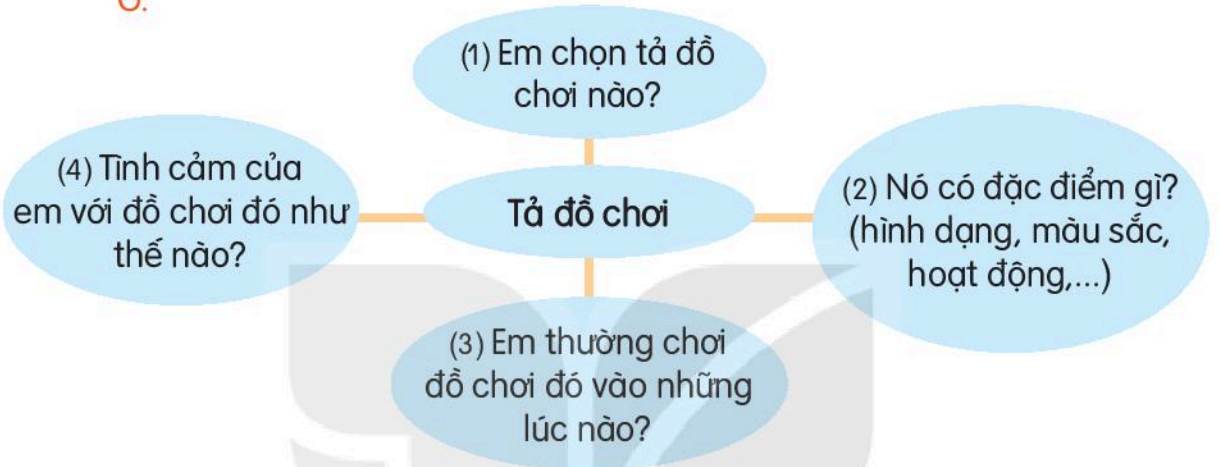 (1) Em chọn tả đồ
chơi nào?
(4) Tình cảm của
em với đồ chơi đó như
thế nào?
Tả đồ chơi
(2) Nó có đặc điểm gì?
(hình dạng, màu sắc,
hoạt động,...)
(3) Em thường chơi
đồ chơi đó vào những
lúc nào?